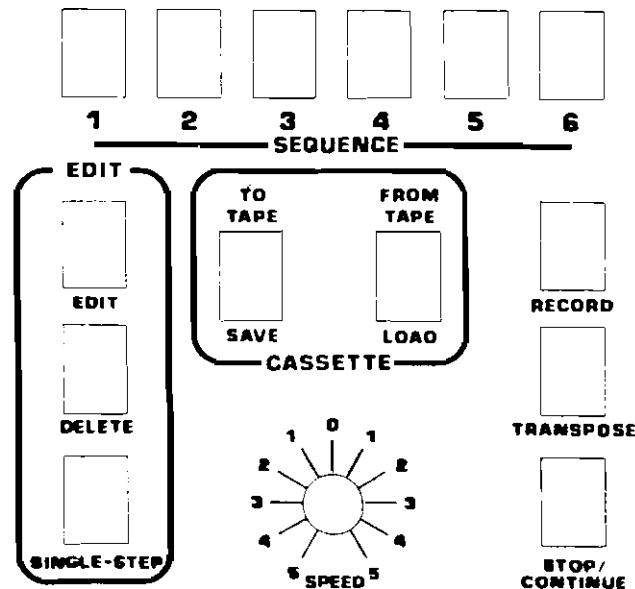 1 2 3 4 5 6
SEQUENCE
EDIT
TO
TAPE
FROM
TAPE
EDIT
SAVE
LOAD
RECORD
CASSETTE
DELETE
TRANSPOSE
0
1 1
2 2
3 3
4 4
5 SPEED 5
SINGLE-STEP
STOP/
CONTINUE